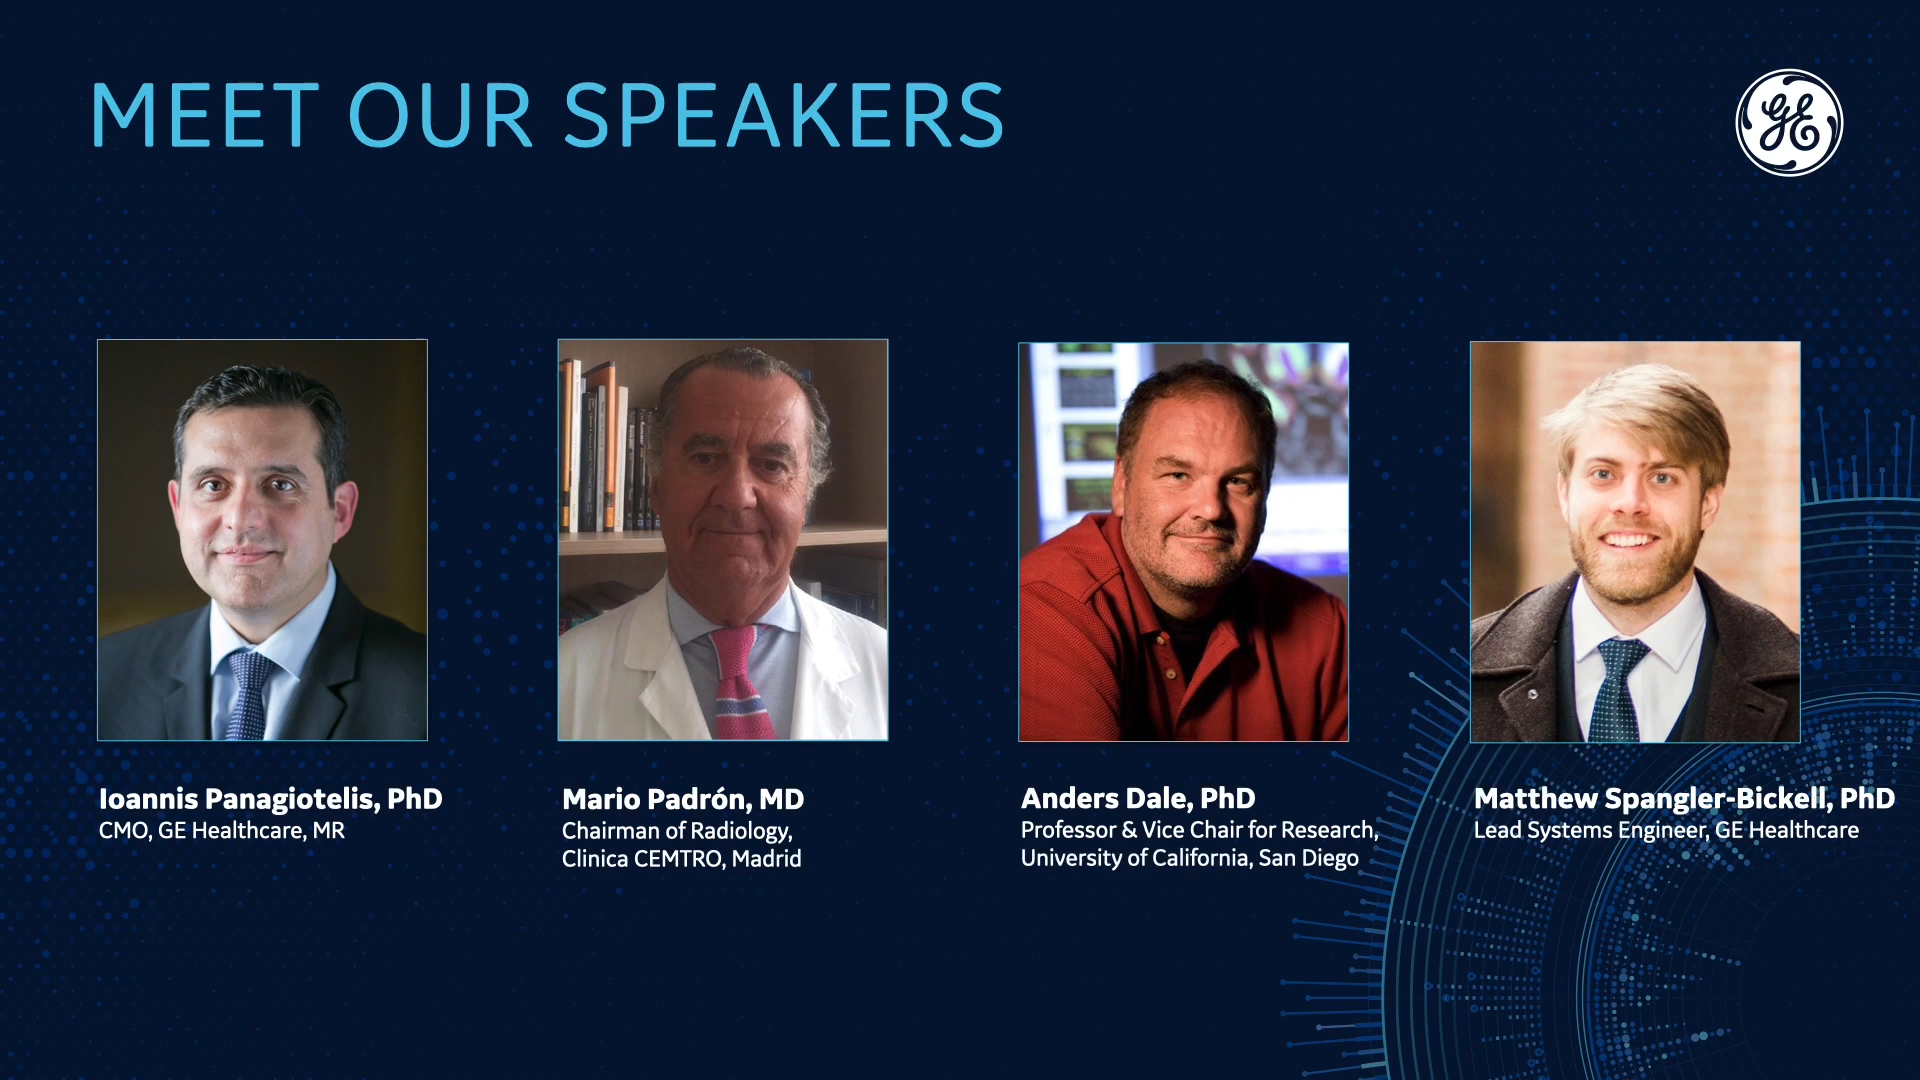 MEET OUR SPEAKERS
GE
Ioannis Panagiotelis, PhD
CMO, GE Healthcare, MR
Mario Padrón, MD
Chairman of Radiology,
Clinica CEMTRO, Madrid
Anders Dale, PhD
Professor & Vice Chair for Research,
University of California, San Diego
Matthew Spangler-Bickell, PhD
Lead Systems Engineer, GE Healthcare